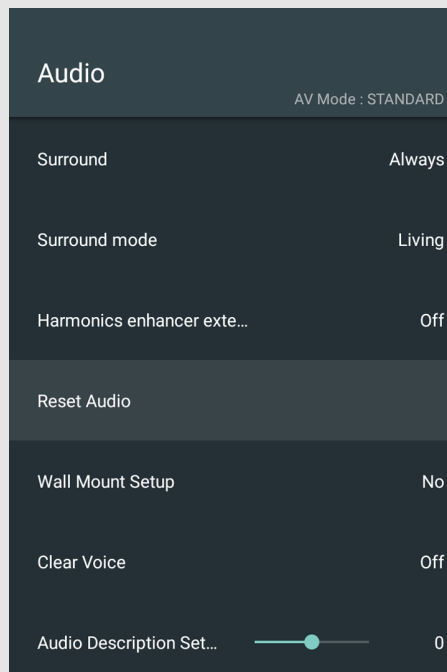 Audio
AV Mode : STANDARD
Surround Always
Surround mode Living
Harmonics enhancer exte... Off
Reset Audio
Wall Mount Setup No
Clear Voice Off
Audio Description Set... 0